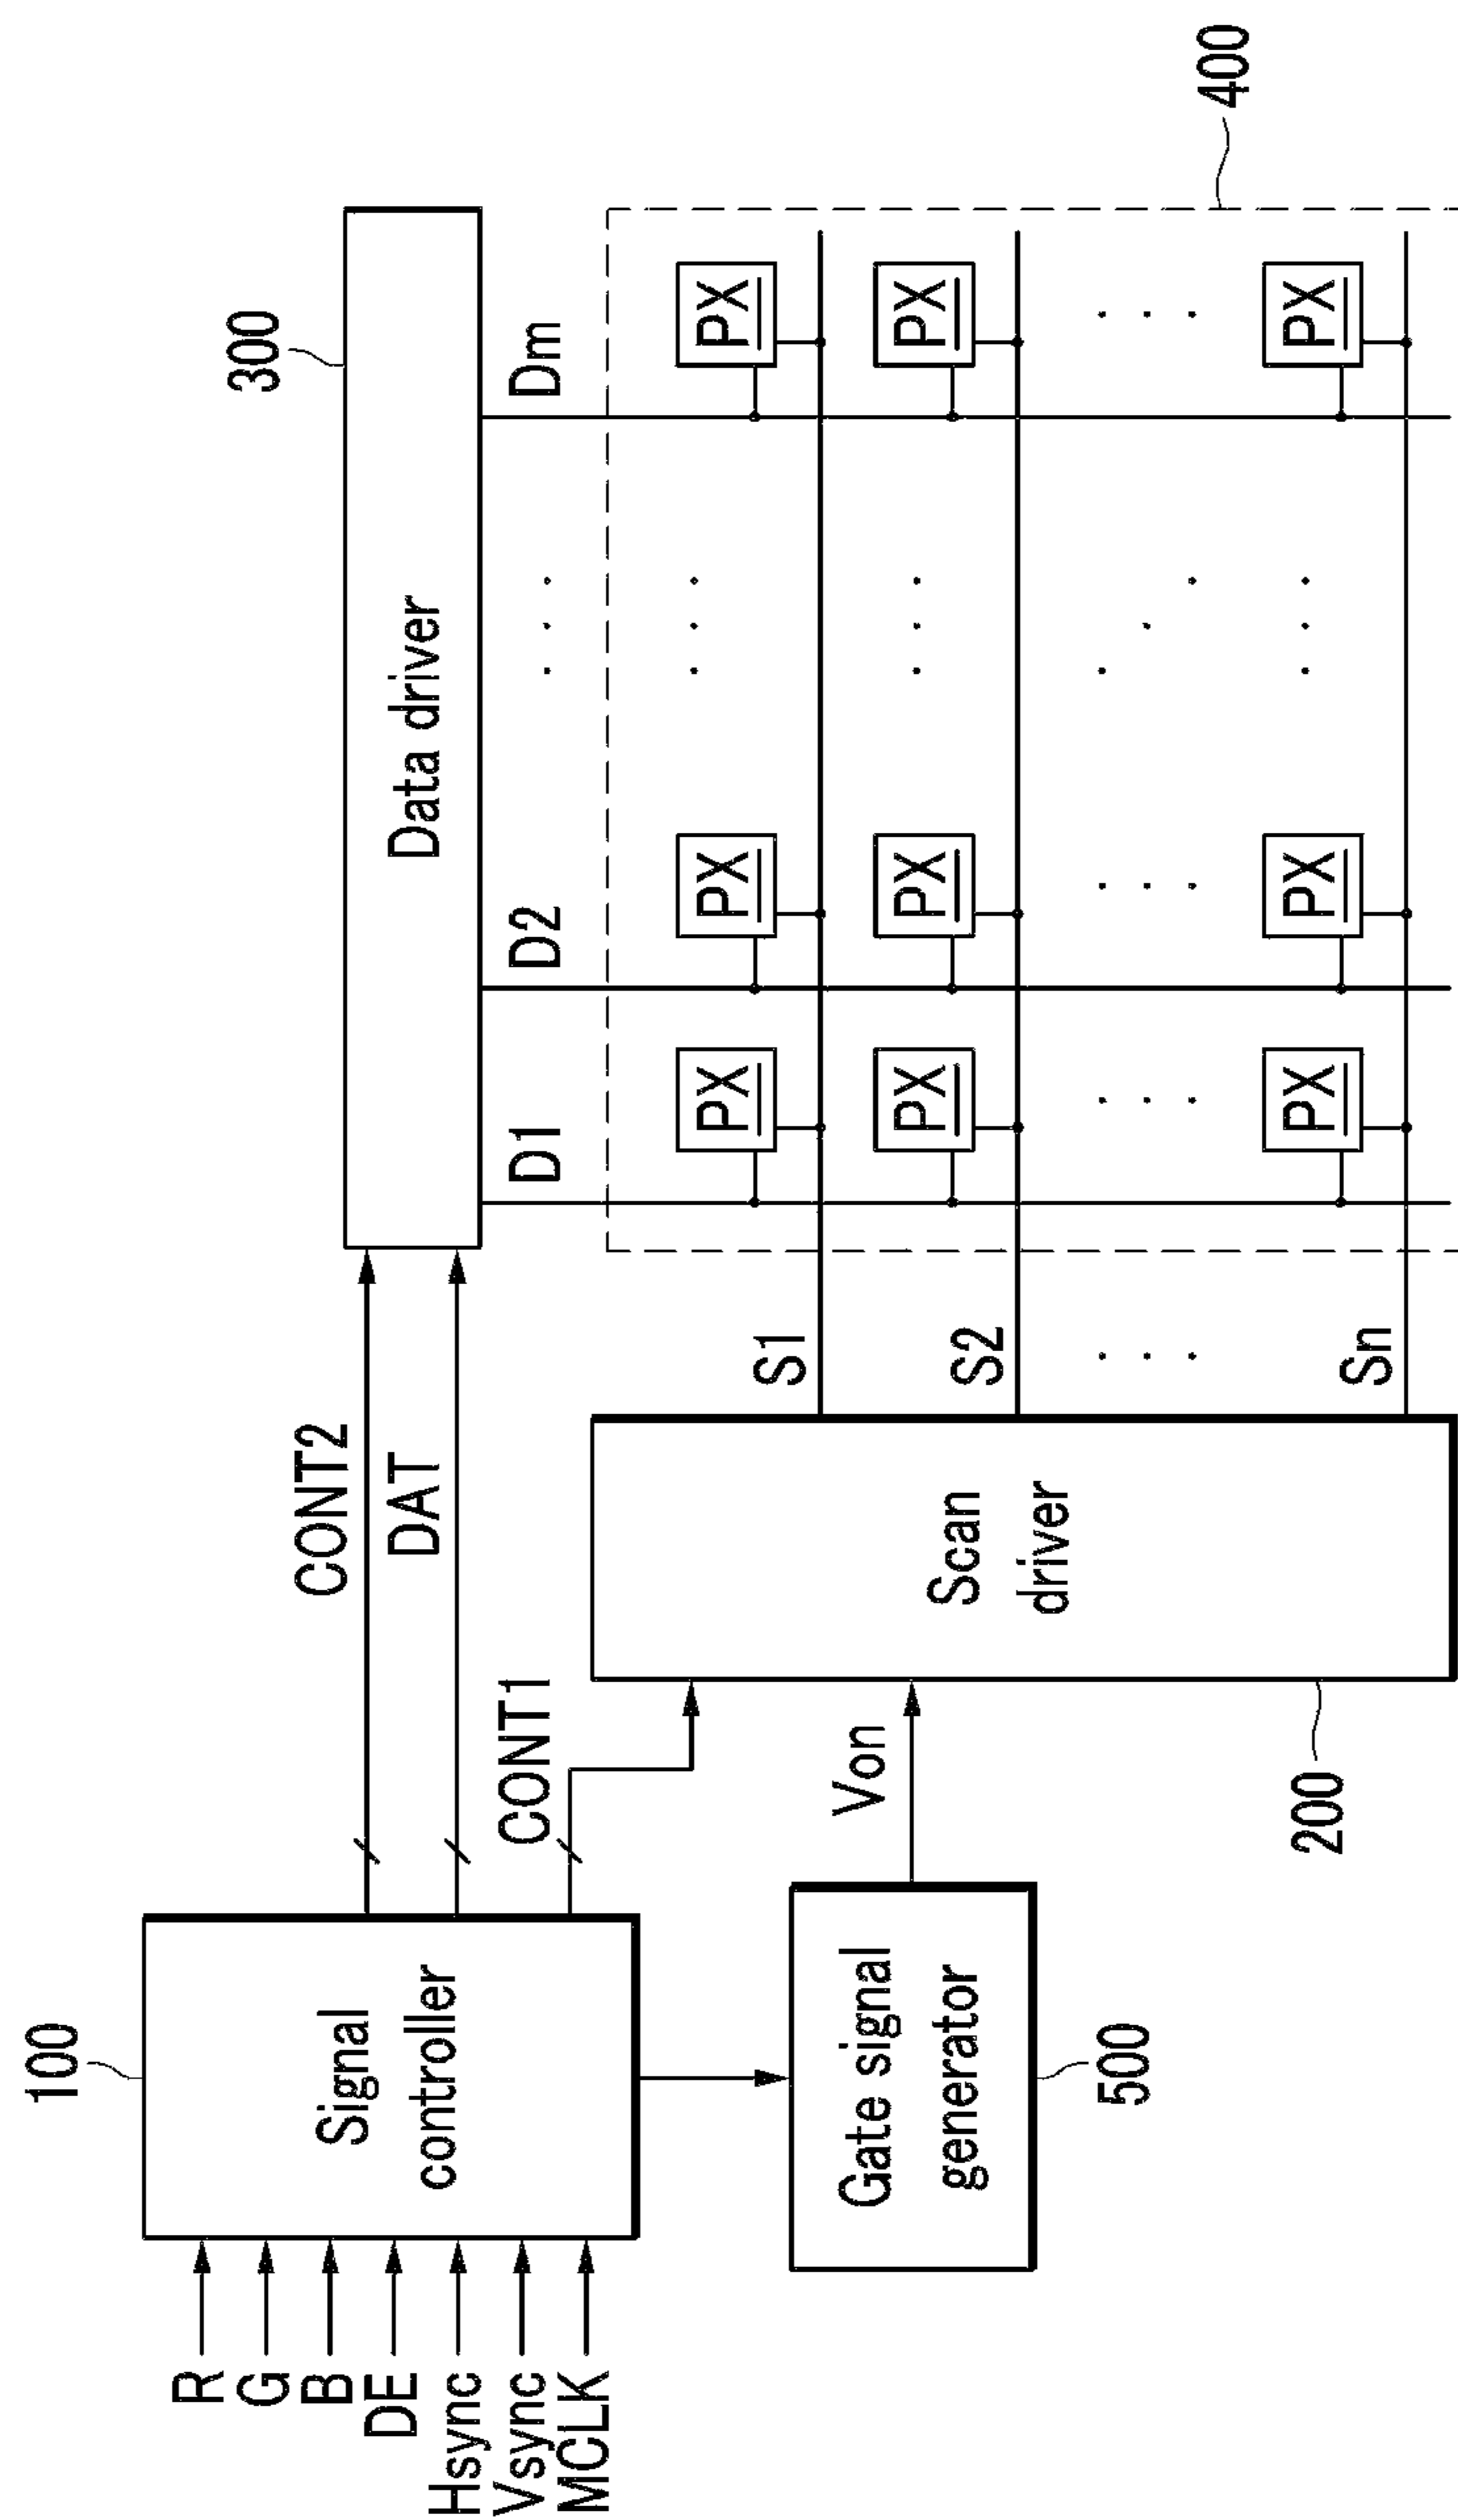 100
R
G
B
DE
Hsync
Vsync
MCLK
Signal
controller
CONT2
DAT
CONT1
300
Data driver
D1
D2
Dm
Gate signal
generator
500
Von
Scan
driver
200
S1
S2
Sn
400
PX
PX
PX
PX
PX
PX
PX
PX
PX